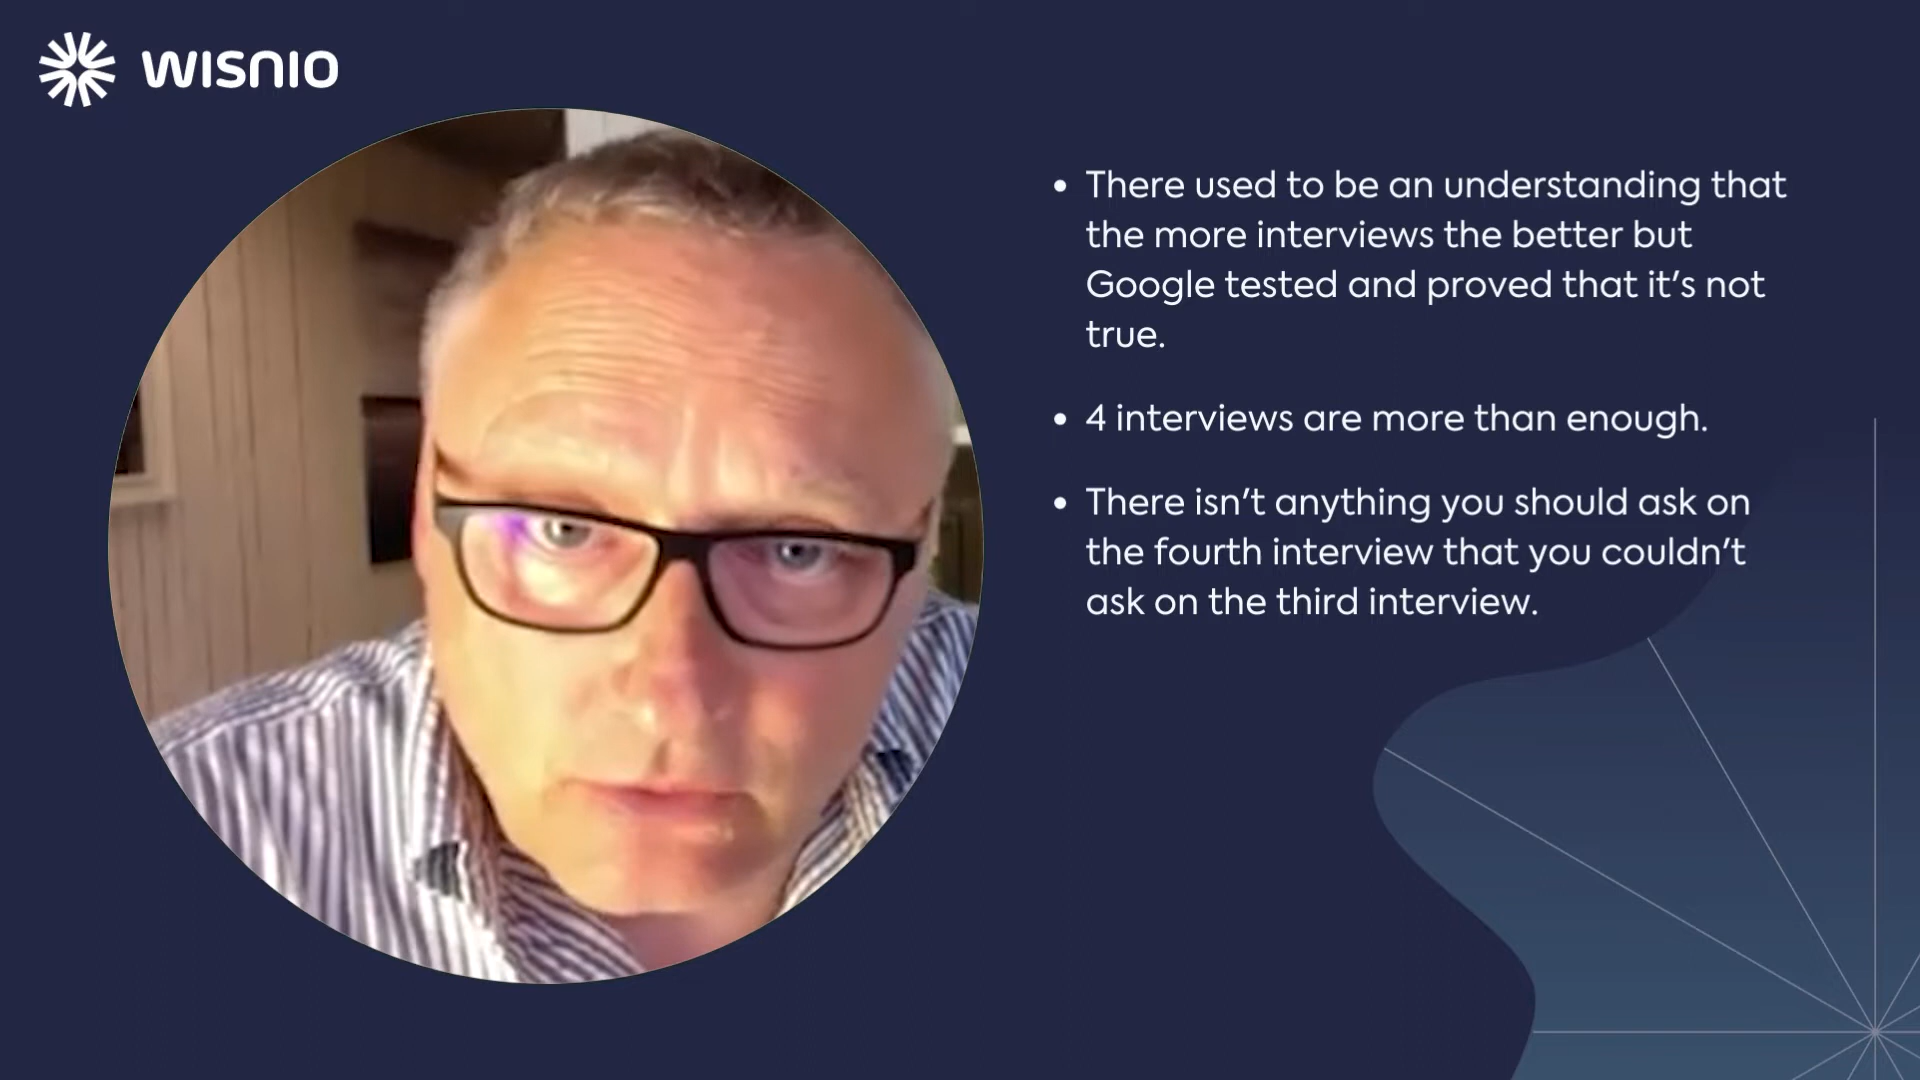 WISNIO
• There used to be an understanding that
the more interviews the better but
Google tested and proved that it's not
true.
• 4 interviews are more than enough.
• There isn't anything you should ask on
the fourth interview that you couldn't
ask on the third interview.